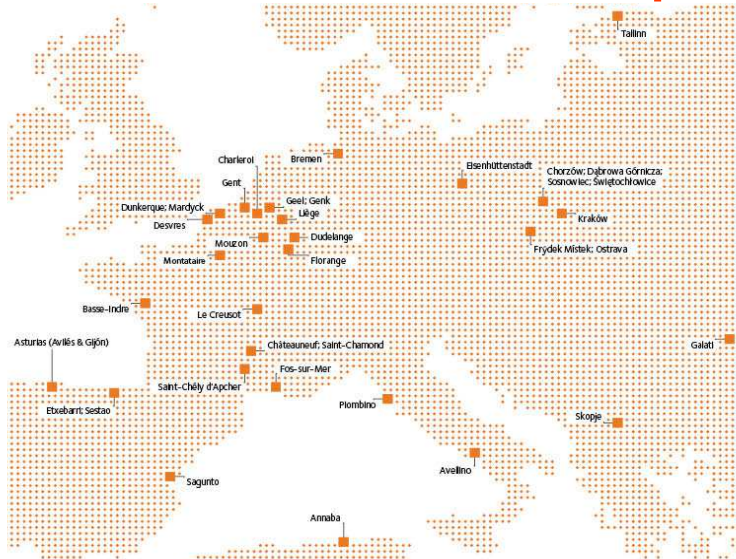 Tallinn
Charleroi
Bremen
Eisenhüttenstadt
Chorzów; Dąbrowa Górnicza;
Sosnowiec; Świętochłowice
Gent
Geel; Genk
Dunkerque; Mardyck
Liège
Kraków
Desvres
Mouzon
Dudelange
Frýdek Místek; Ostrava
Montataire
Florange
Basse-Indre
Le Creusot
Asturias (Avilés & Gijón)
Châteauneuf; Saint-Chamond
Galati
Fos-sur-Mer
Saint-Chély d'Apcher
Etxebarri; Sestao
Piombino
Skopje
Avellino
Sagunto
Annaba